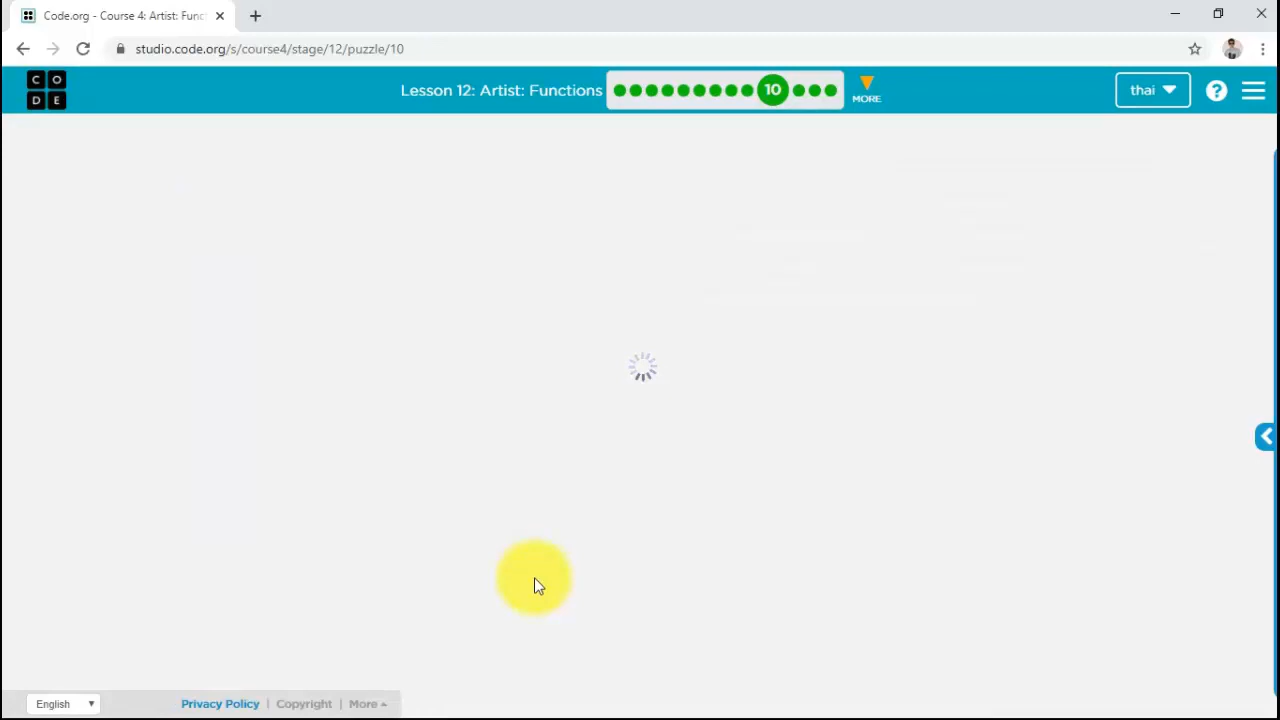 Code.org - Course 4: Artist: Func
studio.code.org/s/course4/stage/12/puzzle/10
C O
D E
Lesson 12: Artist: Functions
10
MORE
thai
?
English
Privacy Policy | Copyright | More